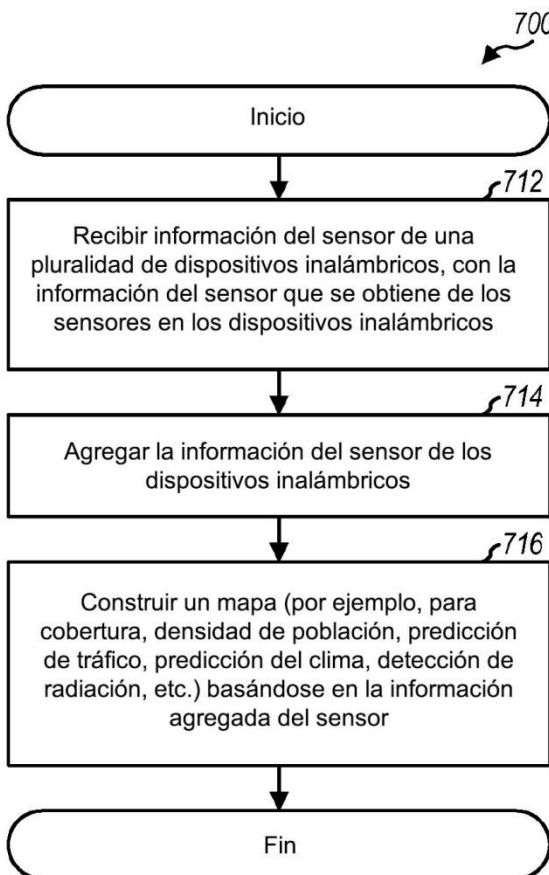 700
Inicio
712
Recibir información del sensor de una
pluralidad de dispositivos inalámbricos, con la
información del sensor que se obtiene de los
sensores en los dispositivos inalámbricos
714
Agregar la información del sensor de los
dispositivos inalámbricos
716
Construir un mapa (por ejemplo, para
cobertura, densidad de población, predicción
de tráfico, predicción del clima, detección de
radiación, etc.) basándose en la información
agregada del sensor
Fin